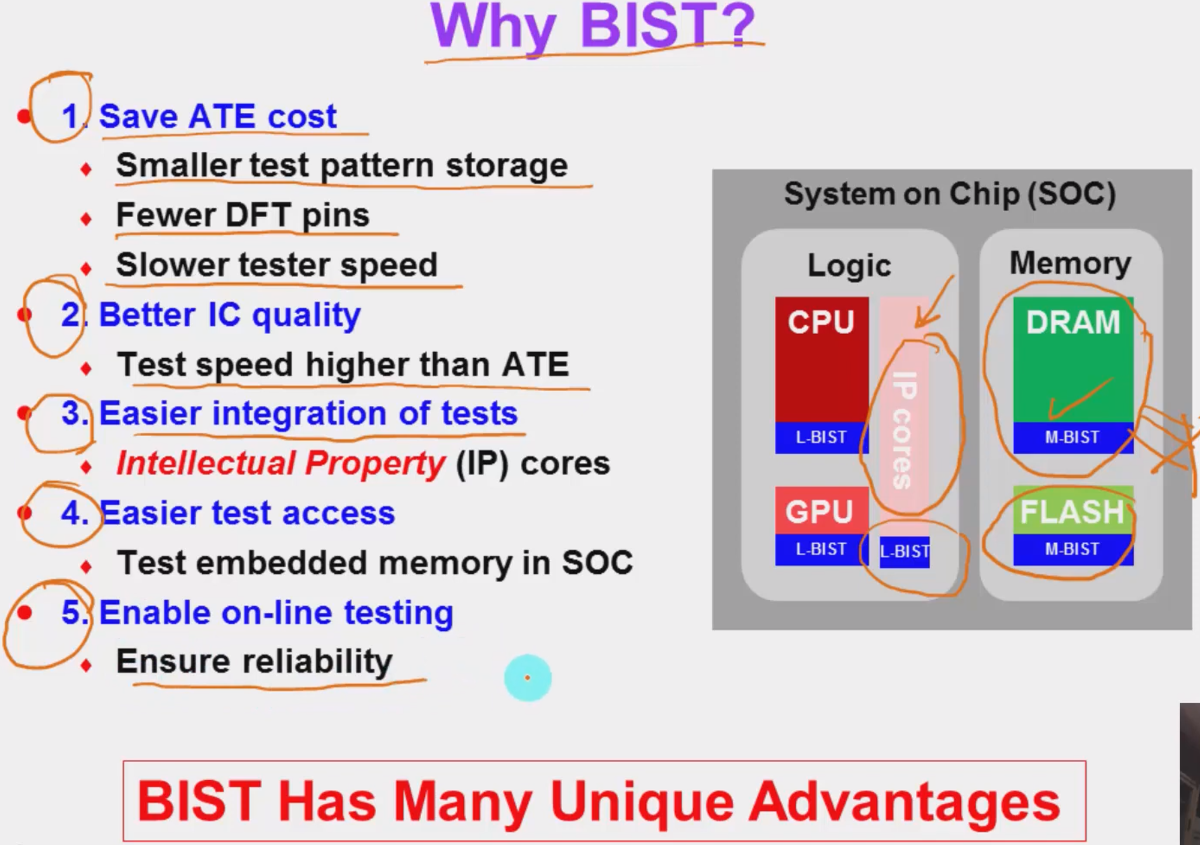 Why BIST?
• 1. Save ATE cost
♦ Smaller test pattern storage
♦ Fewer DFT pins
♦ Slower tester speed
• 2. Better IC quality
♦ Test speed higher than ATE
• 3. Easier integration of tests
♦ Intellectual Property (IP) cores
• 4. Easier test access
♦ Test embedded memory in SOC
• 5. Enable on-line testing
♦ Ensure reliability
System on Chip (SOC)
Logic
CPU
L-BIST
IP cores
GPU
L-BIST
L-BIST
Memory
DRAM
M-BIST
FLASH
M-BIST
BIST Has Many Unique Advantages